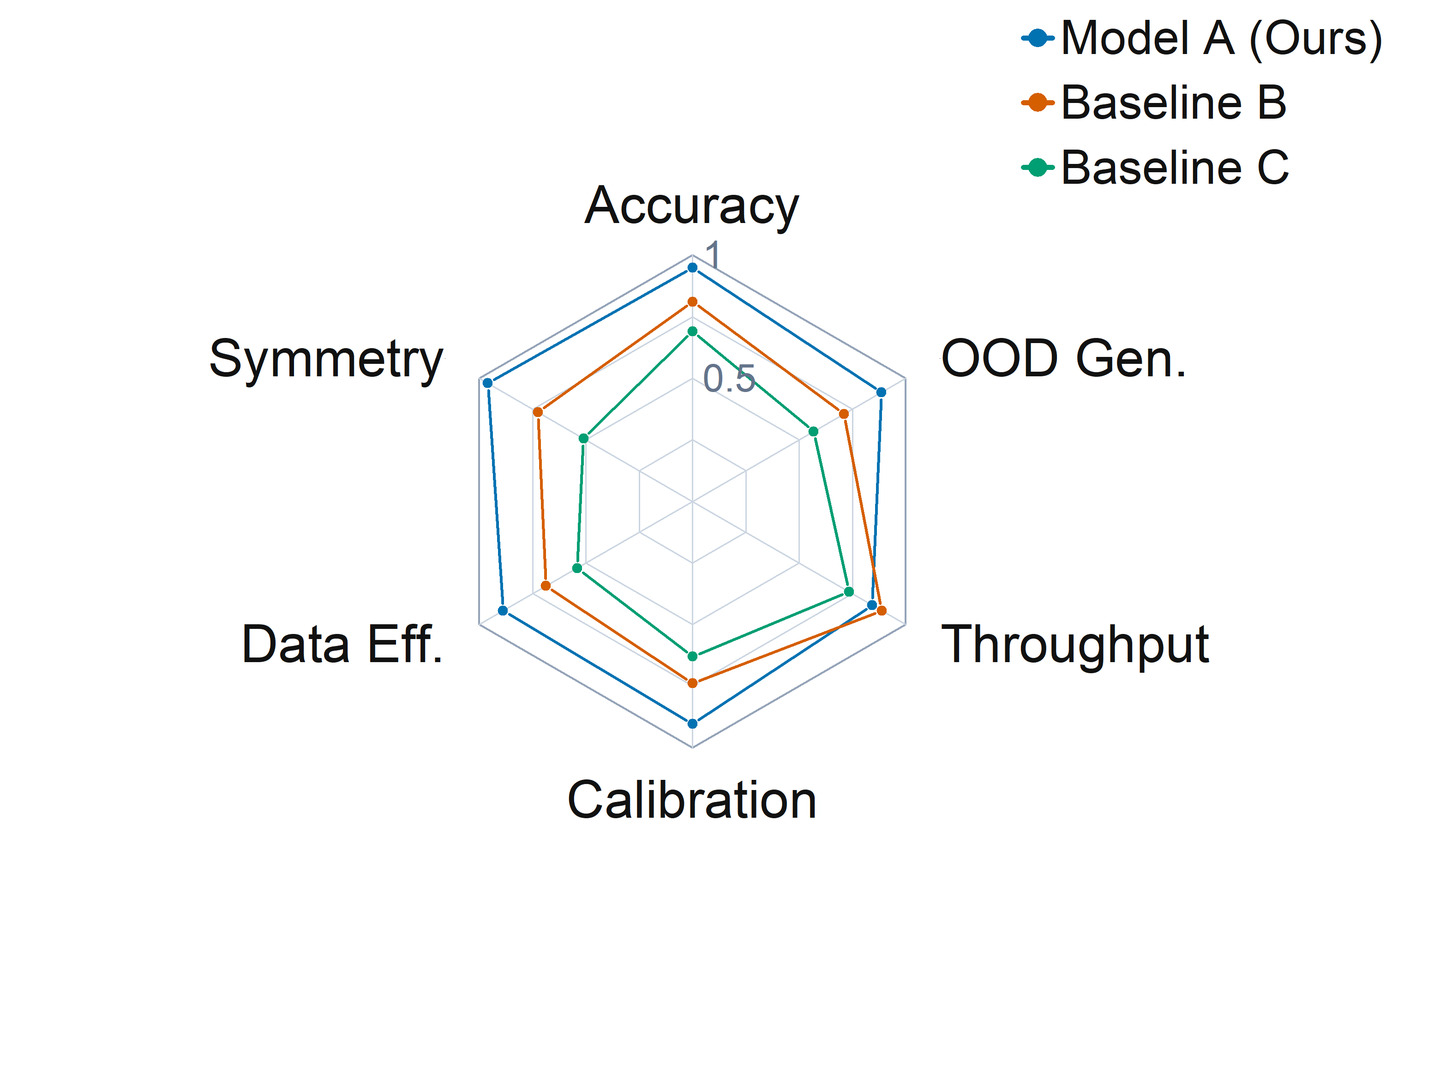 Model A (Ours)
Baseline B
Baseline C
Accuracy
1
Symmetry
OOD Gen.
0.5
Data Eff.
Throughput
Calibration